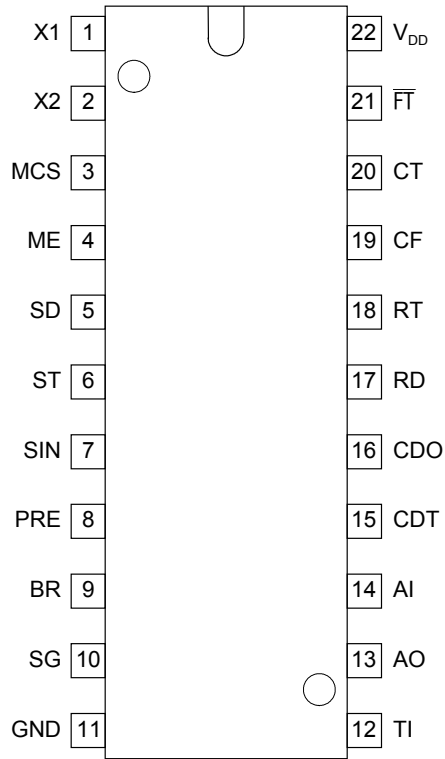 X1 1 22 VDD
X2 2 21 F̅T̅
MCS 3 20 CT
ME 4 19 CF
SD 5 18 RT
ST 6 17 RD
SIN 7 16 CDO
PRE 8 15 CDT
BR 9 14 AI
SG 10 13 AO
GND 11 12 TI